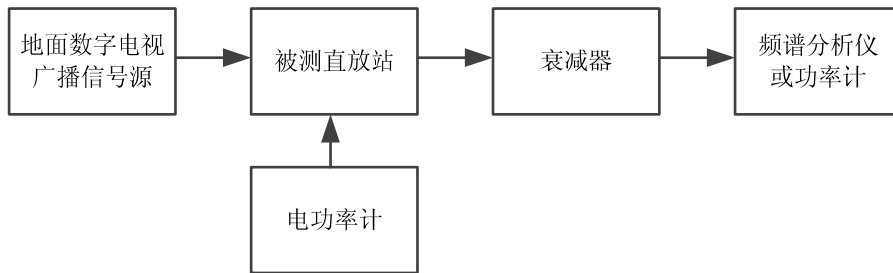 地面数字电视
广播信号源
被测直放站
衰减器
频谱分析仪
或功率计
电功率计